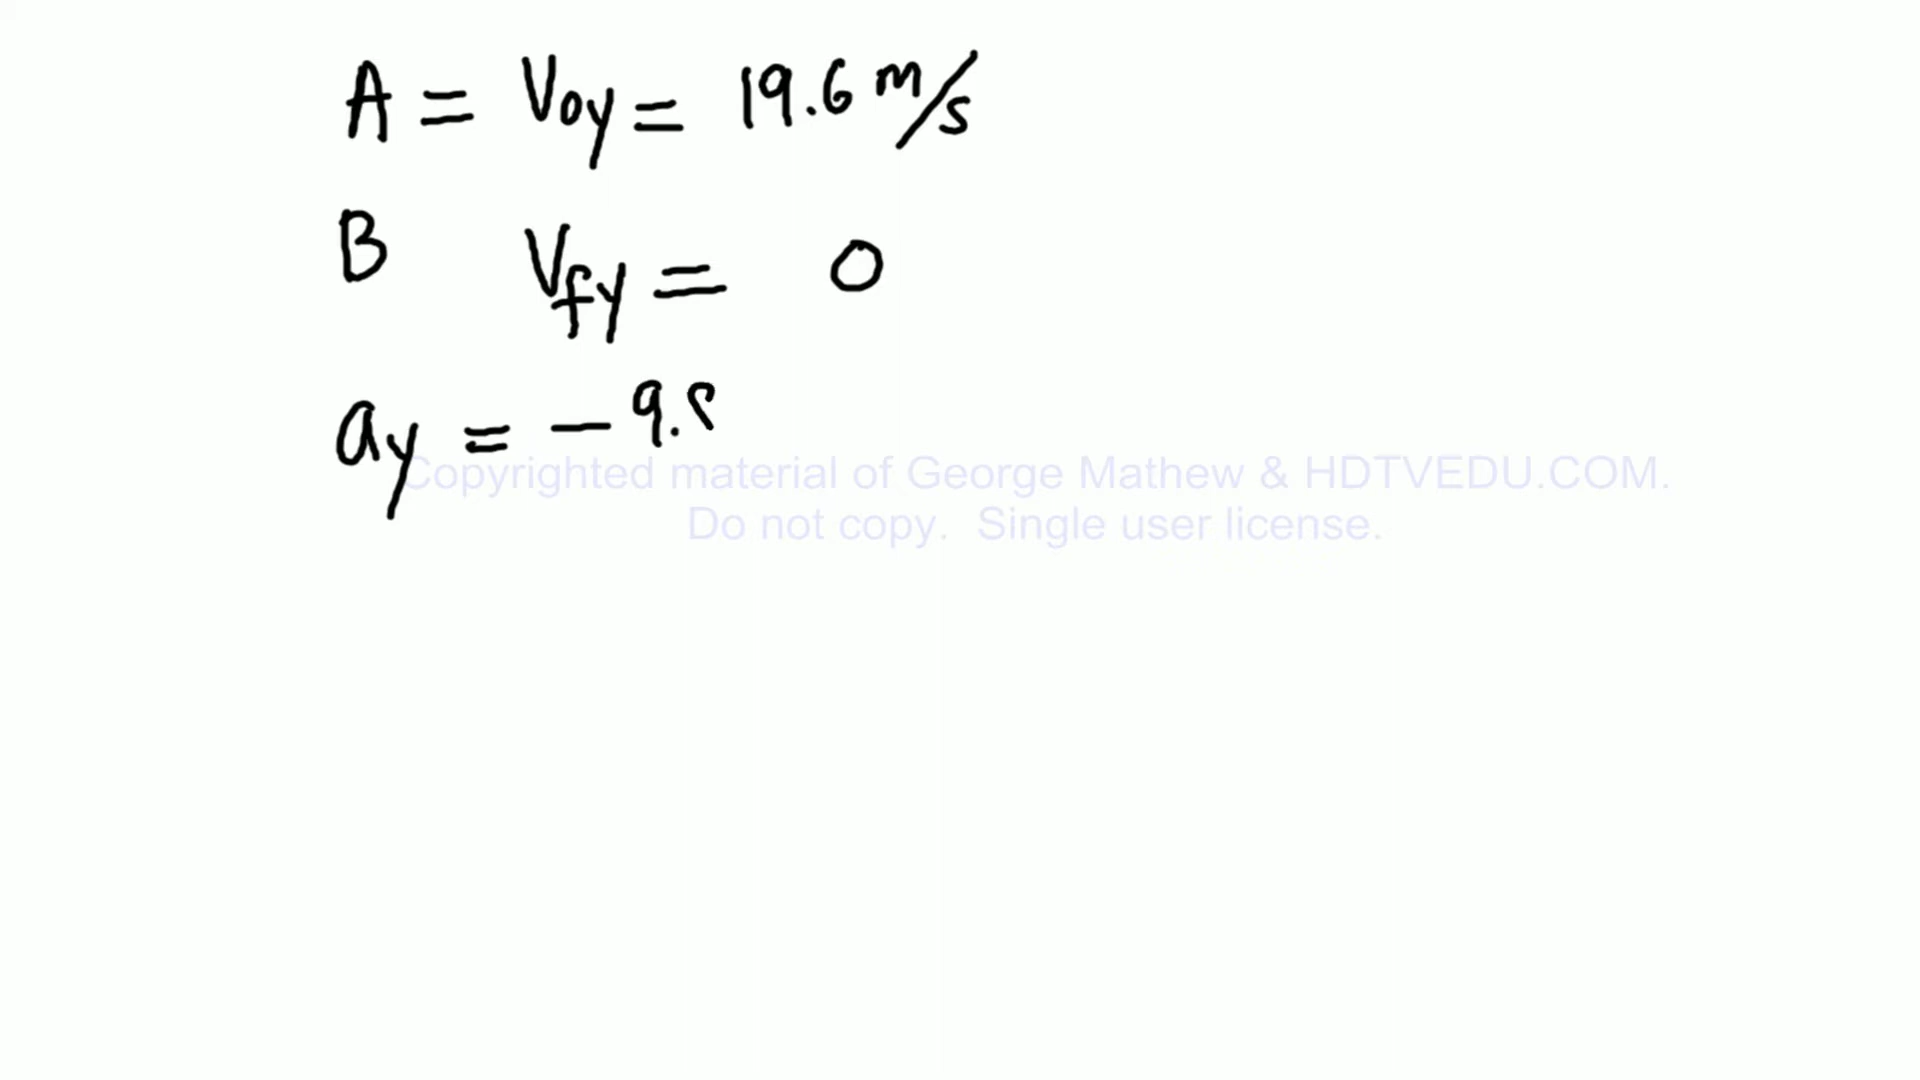 A = Voy = 19.6 m/s
B Vfy = 0
ay = - 9.
Copyrighted material of George Mathew & HDTVEDU.COM.
Do not copy. Single user license.